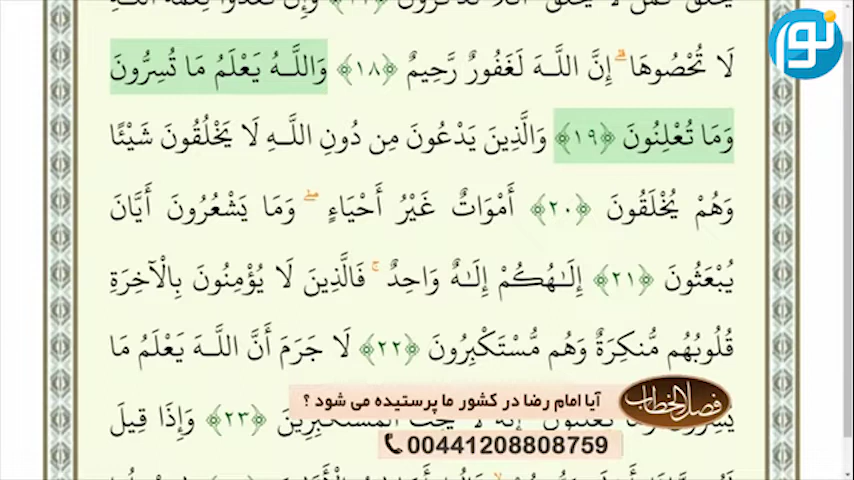 يَخْلُقُ كَمَن لَّا يَخْلُقُ
لَا تُحْصُوهَا ۗ إِنَّ اللَّهَ لَغَفُورٌ رَّحِيمٌ ﴿١٨﴾ وَاللَّهُ يَعْلَمُ مَا تُسِرُّونَ
وَمَا تُعْلِنُونَ ﴿١٩﴾ وَالَّذِينَ يَدْعُونَ مِن دُونِ اللَّهِ لَا يَخْلُقُونَ شَيْئًا
وَهُمْ يُخْلَقُونَ ﴿٢٠﴾ أَمْوَاتٌ غَيْرُ أَحْيَاءٍ ۖ وَمَا يَشْعُرُونَ أَيَّانَ
يُبْعَثُونَ ﴿٢١﴾ إِلَـٰهُكُمْ إِلَـٰهٌ وَاحِدٌ ۚ فَالَّذِينَ لَا يُؤْمِنُونَ بِالْآخِرَةِ
قُلُوبُهُم مُّنكِرَةٌ وَهُم مُّسْتَكْبِرُونَ ﴿٢٢﴾ لَا جَرَمَ أَنَّ اللَّهَ يَعْلَمُ مَا
﴿٢٣﴾ وَإِذَا قِيلَ
نور
فصل الخطاب
آیا امام رضا در کشور ما پرستیده می شود ؟
00441208808759